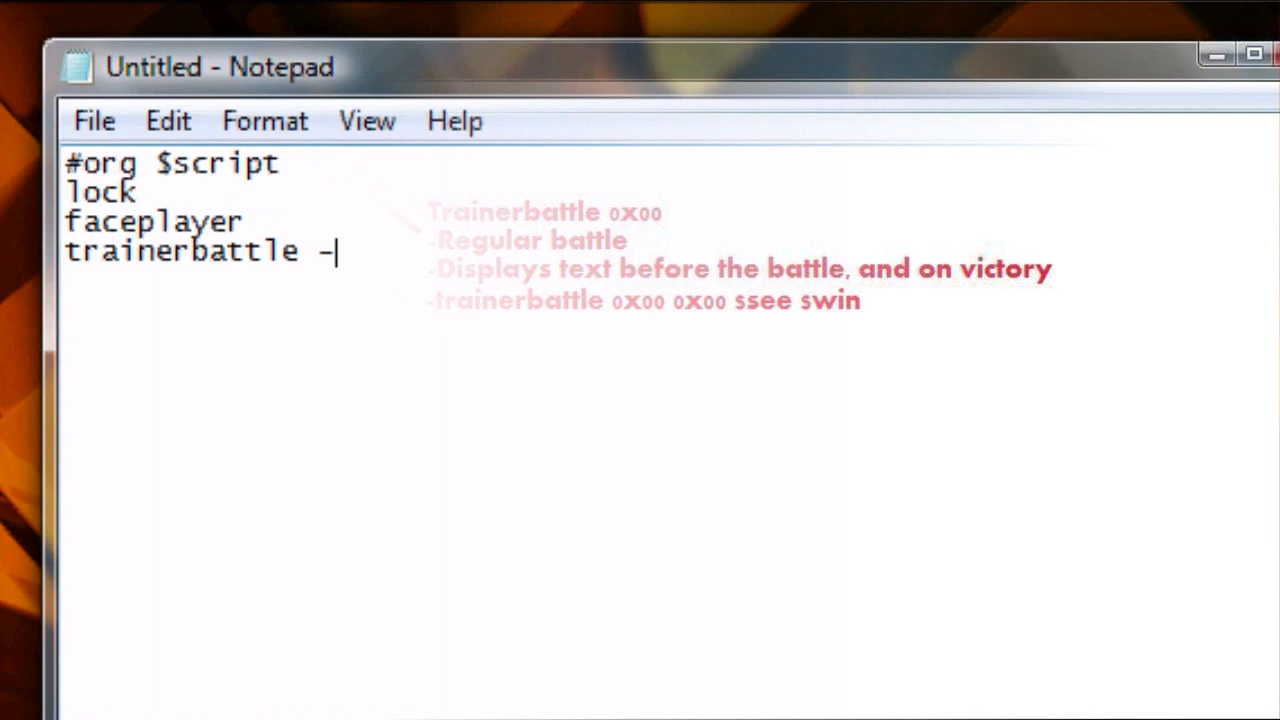 Untitled - Notepad
File Edit Format View Help
#org $script
lock
faceplayer
trainerbattle -
Trainerbattle 0x00
-Regular battle
-Displays text before the battle, and on victory
-trainerbattle 0x00 0x00 $see $win